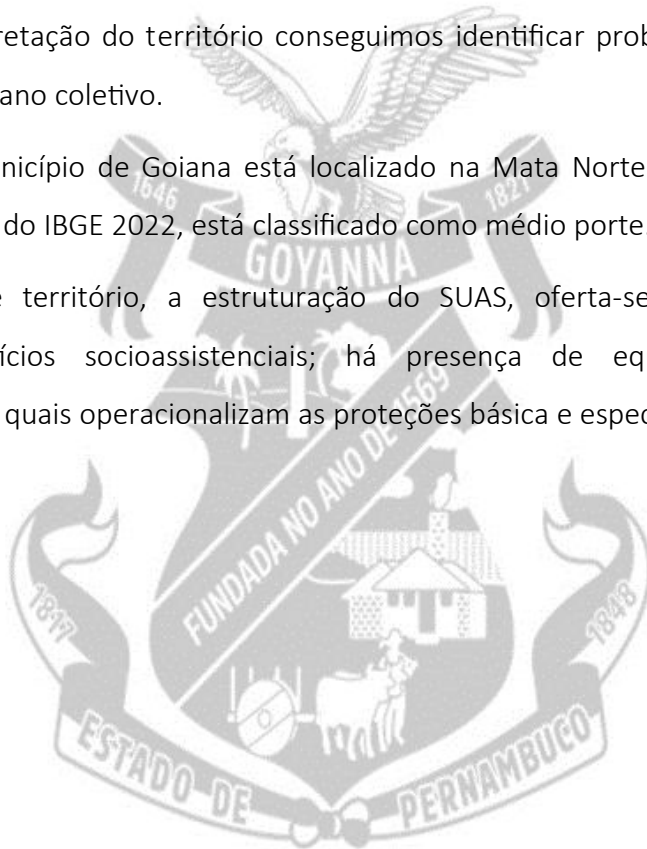 retação do território conseguimos identificar prob
ano coletivo.
nicípio de Goiana está localizado na Mata Norte
do IBGE 2022, está classificado como médio porte.
e território, a estruturação do SUAS, oferta-se
ícios socioassistenciais; há presença de eq
quais operacionalizam as proteções básica e espec
1646
1821
GOYANNA
FUNDADA NO ANO DE 1569
1817
1848
ESTADO DE
PERNAMBUCO